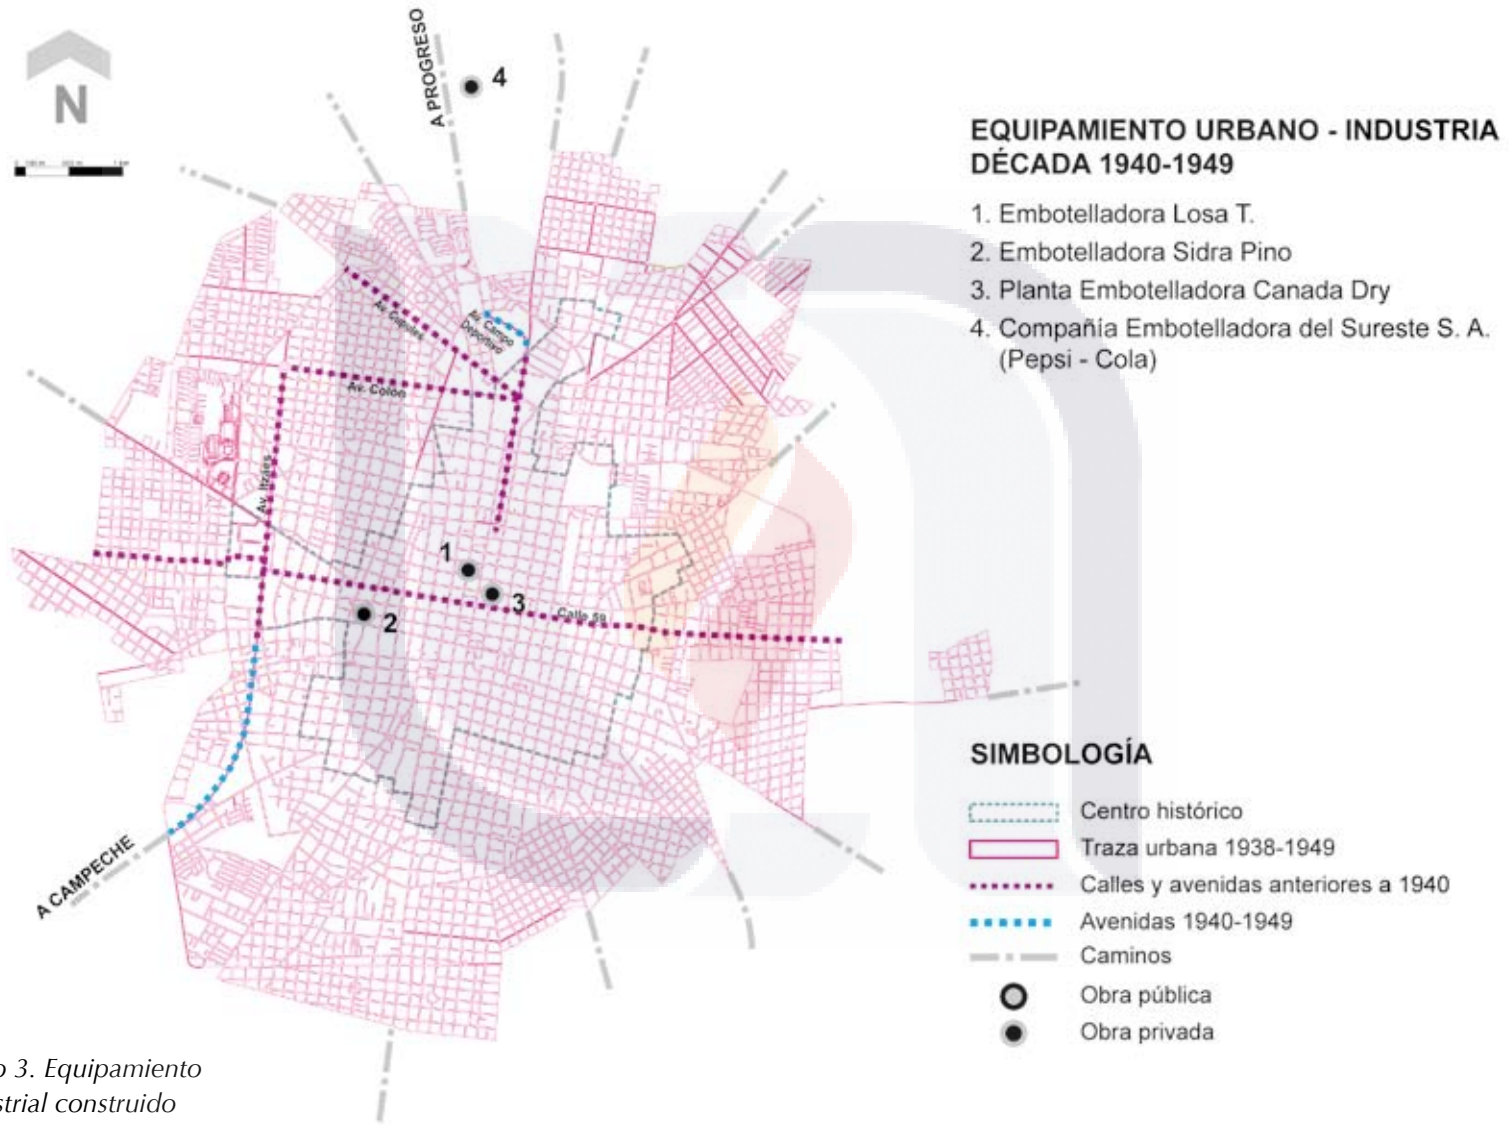 N
A PROGRESO
4
EQUIPAMIENTO URBANO - INDUSTRIA
DÉCADA 1940-1949
1. Embotelladora Losa T.
2. Embotelladora Sidra Pino
3. Planta Embotelladora Canada Dry
4. Compañía Embotelladora del Sureste S. A.
(Pepsi - Cola)
Av. Cupules
Av. Campo
Deportivo
Av. Colón
Av. Itzáes
1
3
2
Calle 59
A CAMPECHE
SIMBOLOGÍA
Centro histórico
Traza urbana 1938-1949
Calles y avenidas anteriores a 1940
Avenidas 1940-1949
Caminos
Obra pública
Obra privada
o 3. Equipamiento
strial construido